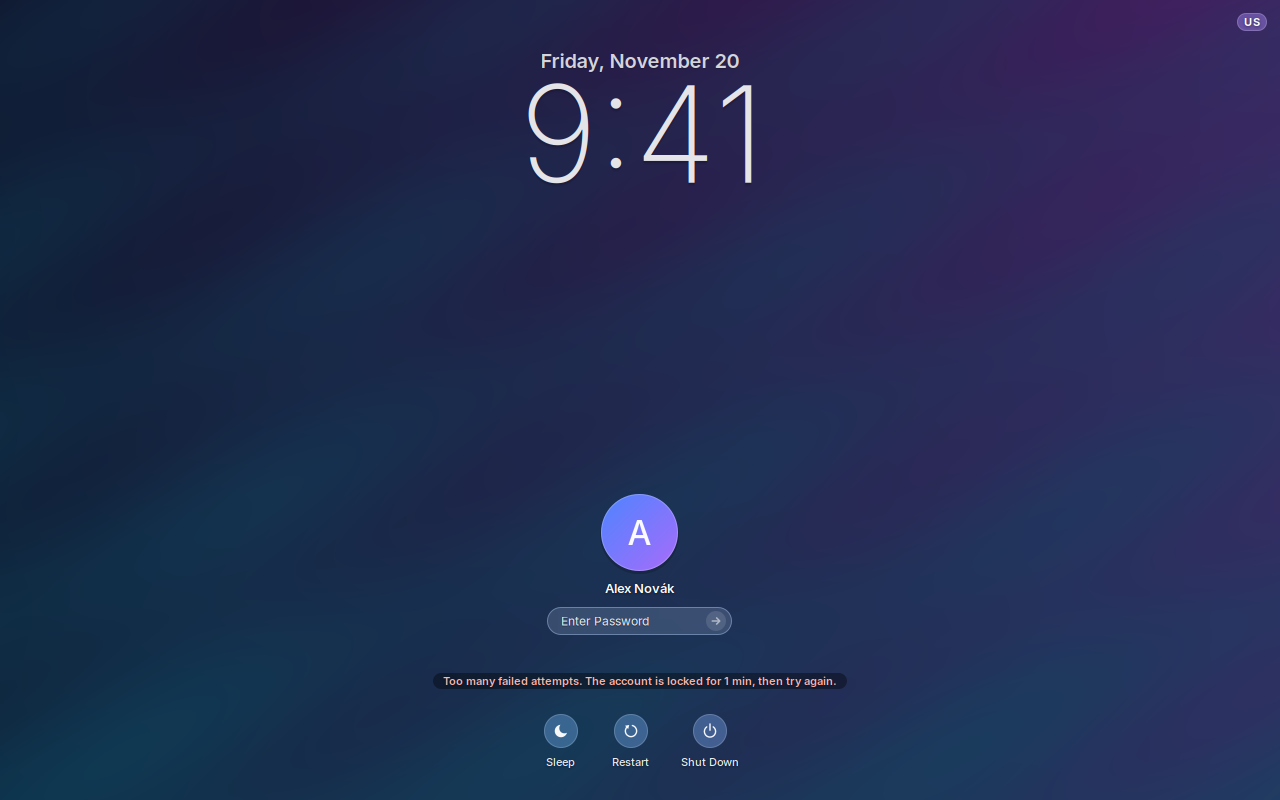 US
Friday, November 20
9:41
A
Alex Novák
Enter Password
Too many failed attempts. The account is locked for 1 min, then try again.
Sleep
Restart
Shut Down